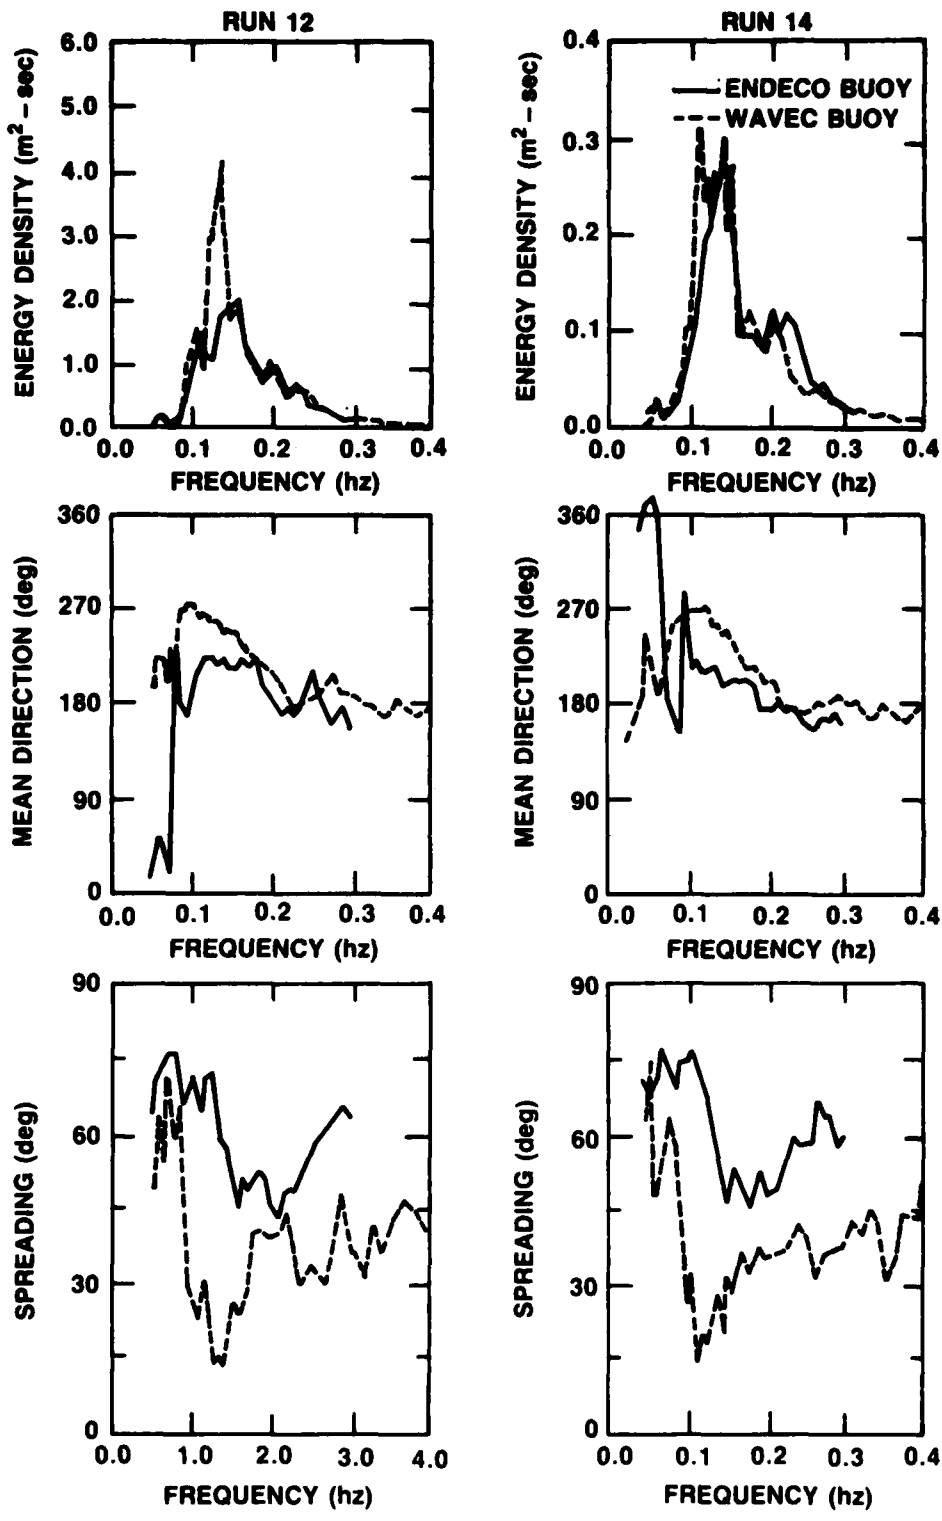 RUN 12
ENERGY DENSITY (m² – sec)
6.0
5.0
4.0
3.0
2.0
1.0
0.0
0.0 0.1 0.2 0.3 0.4
FREQUENCY (hz)
RUN 14
ENERGY DENSITY (m² – sec)
ENDECO BUOY
WAVEC BUOY
0.4
0.3
0.2
0.1
0.0
0.0 0.1 0.2 0.3 0.4
FREQUENCY (hz)
MEAN DIRECTION (deg)
360
270
180
90
0
0.0 0.1 0.2 0.3 0.4
FREQUENCY (hz)
MEAN DIRECTION (deg)
360
270
180
90
0
0.0 0.1 0.2 0.3 0.4
FREQUENCY (hz)
SPREADING (deg)
90
60
30
0
0.0 1.0 2.0 3.0 4.0
FREQUENCY (hz)
SPREADING (deg)
90
60
30
0
0.0 0.1 0.2 0.3 0.4
FREQUENCY (hz)